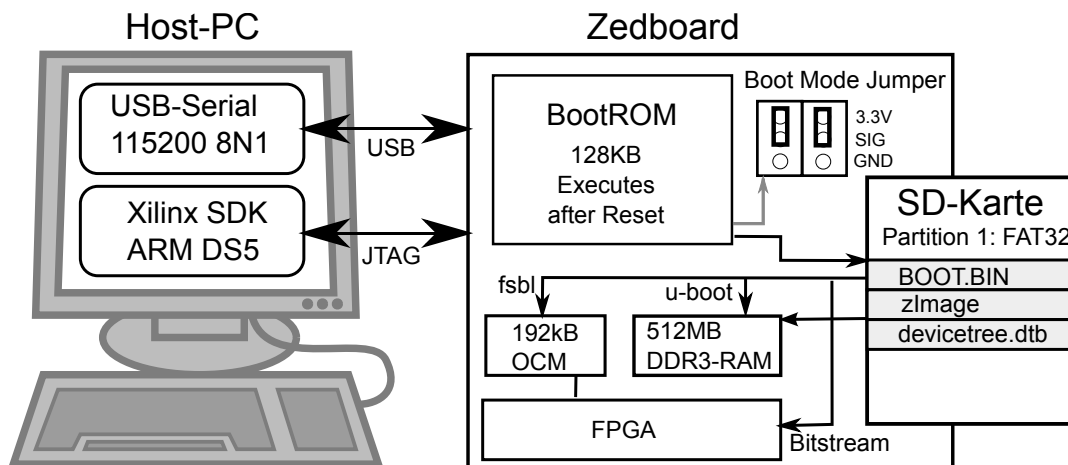 Host-PC
USB-Serial
115200 8N1
Xilinx SDK
ARM DS5
USB
JTAG
Zedboard
BootROM
128KB
Executes
after Reset
Boot Mode Jumper
3.3V
SIG
GND
SD-Karte
Partition 1: FAT32
BOOT.BIN
zImage
devicetree.dtb
fsbl
u-boot
192kB
OCM
512MB
DDR3-RAM
FPGA
Bitstream